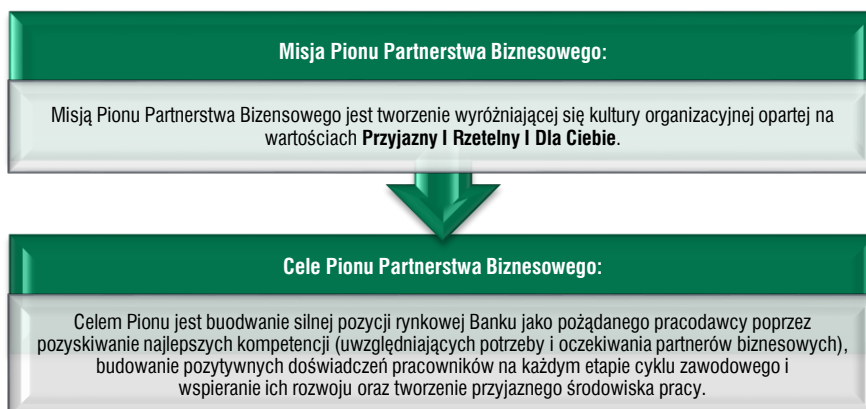 Misja Pionu Partnerstwa Biznesowego:
Misją Pionu Partnerstwa Bizensowego jest tworzenie wyróżniającej się kultury organizacyjnej opartej na
wartościach Przyjazny I Rzetelny I Dla Ciebie.
Cele Pionu Partnerstwa Biznesowego:
Celem Pionu jest buodwanie silnej pozycji rynkowej Banku jako pożądanego pracodawcy poprzez
pozyskiwanie najlepszych kompetencji (uwzględniających potrzeby i oczekiwania partnerów biznesowych),
budowanie pozytywnych doświadczeń pracowników na każdym etapie cyklu zawodowego i
wspieranie ich rozwoju oraz tworzenie przyjaznego środowiska pracy.